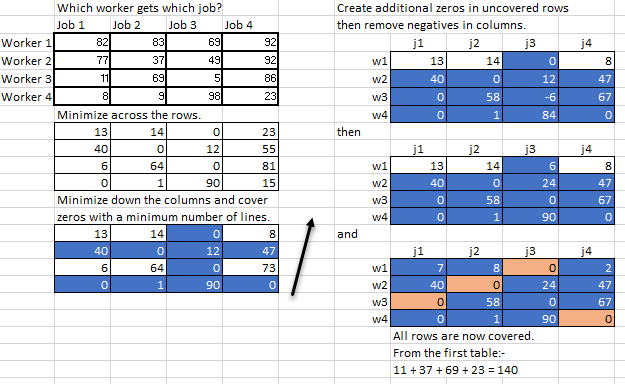 Which worker gets which job?
Job 1 Job 2 Job 3 Job 4
Worker 1 82 83 69 92
Worker 2 77 37 49 92
Worker 3 11 69 5 86
Worker 4 8 9 98 23
Minimize across the rows.
13 14 0 23
40 0 12 55
6 64 0 81
0 1 90 15
Minimize down the columns and cover
zeros with a minimum number of lines.
13 14 0 8
40 0 12 47
6 64 0 73
0 1 90 0
Create additional zeros in uncovered rows
then remove negatives in columns.
j1 j2 j3 j4
w1 13 14 0 8
w2 40 0 12 47
w3 0 58 -6 67
w4 0 1 84 0
then
j1 j2 j3 j4
w1 13 14 6 8
w2 40 0 24 47
w3 0 58 0 67
w4 0 1 90 0
and
j1 j2 j3 j4
w1 7 8 0 2
w2 40 0 24 47
w3 0 58 0 67
w4 0 1 90 0
All rows are now covered.
From the first table:-
11 + 37 + 69 + 23 = 140